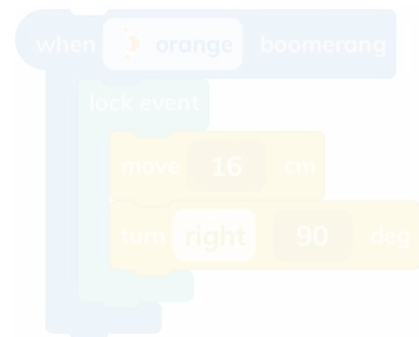 when orange boomerang
lock event
move 16 cm
turn right 90 deg